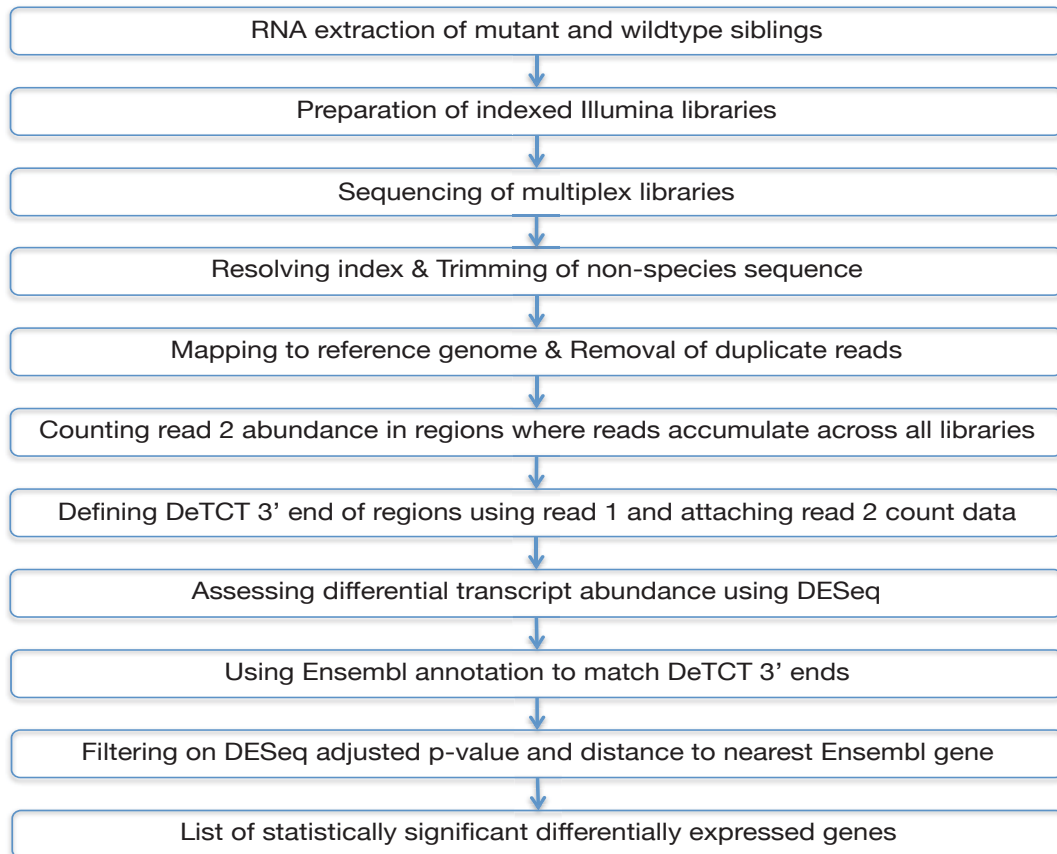 RNA extraction of mutant and wildtype siblings
Preparation of indexed Illumina libraries
Sequencing of multiplex libraries
Resolving index & Trimming of non-species sequence
Mapping to reference genome & Removal of duplicate reads
Counting read 2 abundance in regions where reads accumulate across all libraries
Defining DeTCT 3’ end of regions using read 1 and attaching read 2 count data
Assessing differential transcript abundance using DESeq
Using Ensembl annotation to match DeTCT 3’ ends
Filtering on DESeq adjusted p-value and distance to nearest Ensembl gene
List of statistically significant differentially expressed genes